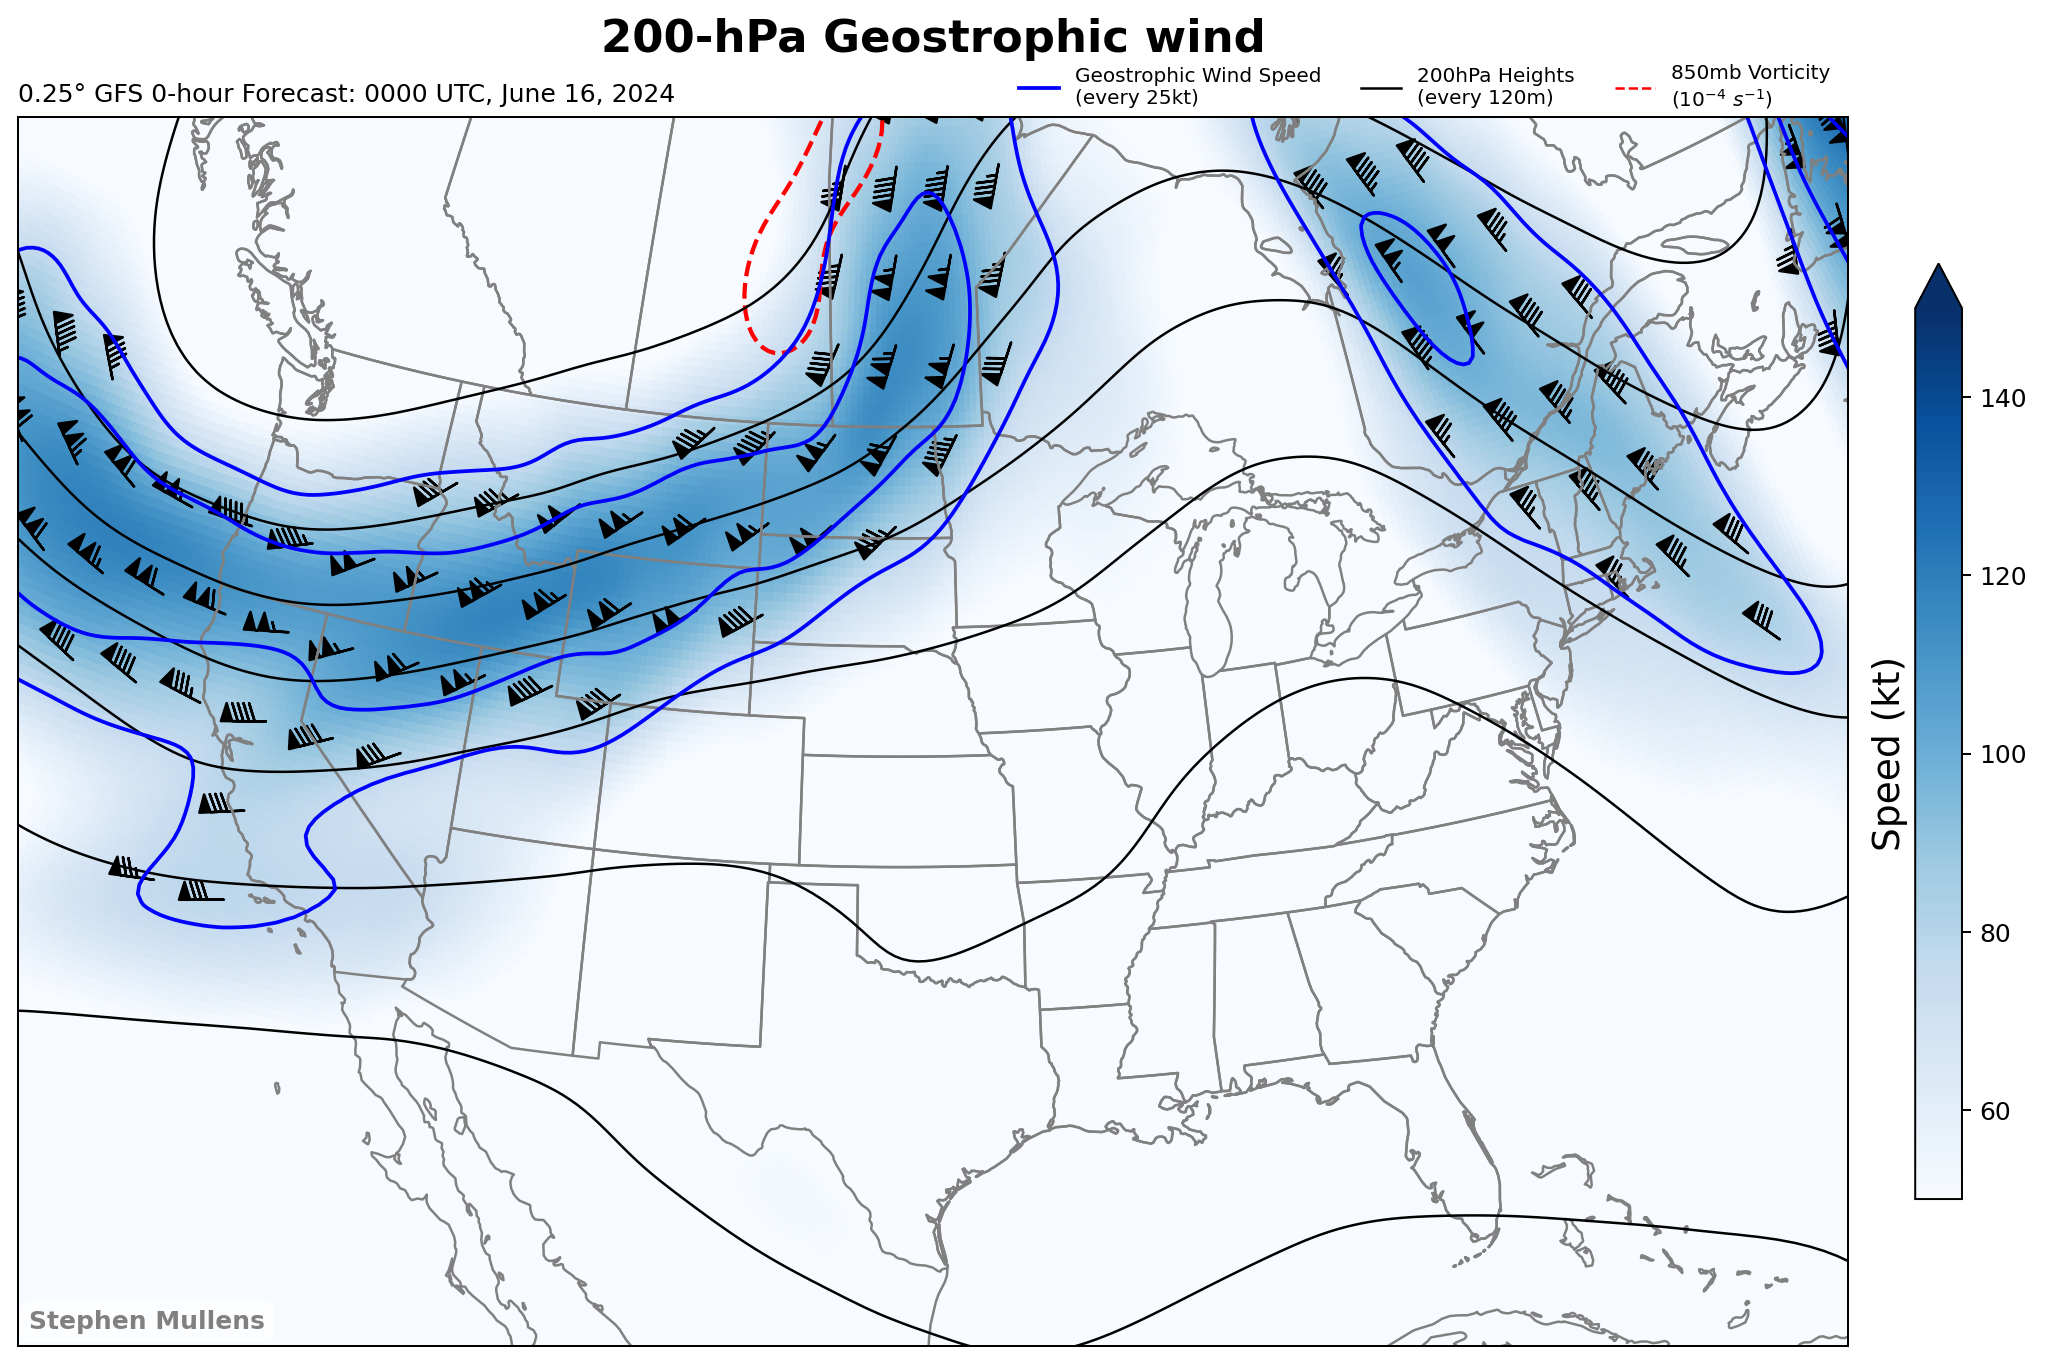 200-hPa Geostrophic wind
0.25° GFS 0-hour Forecast: 0000 UTC, June 16, 2024
Geostrophic Wind Speed
(every 25kt)
200hPa Heights
(every 120m)
850mb Vorticity
(10⁻⁴ s⁻¹)
140
120
100
80
60
Speed (kt)
Stephen Mullens